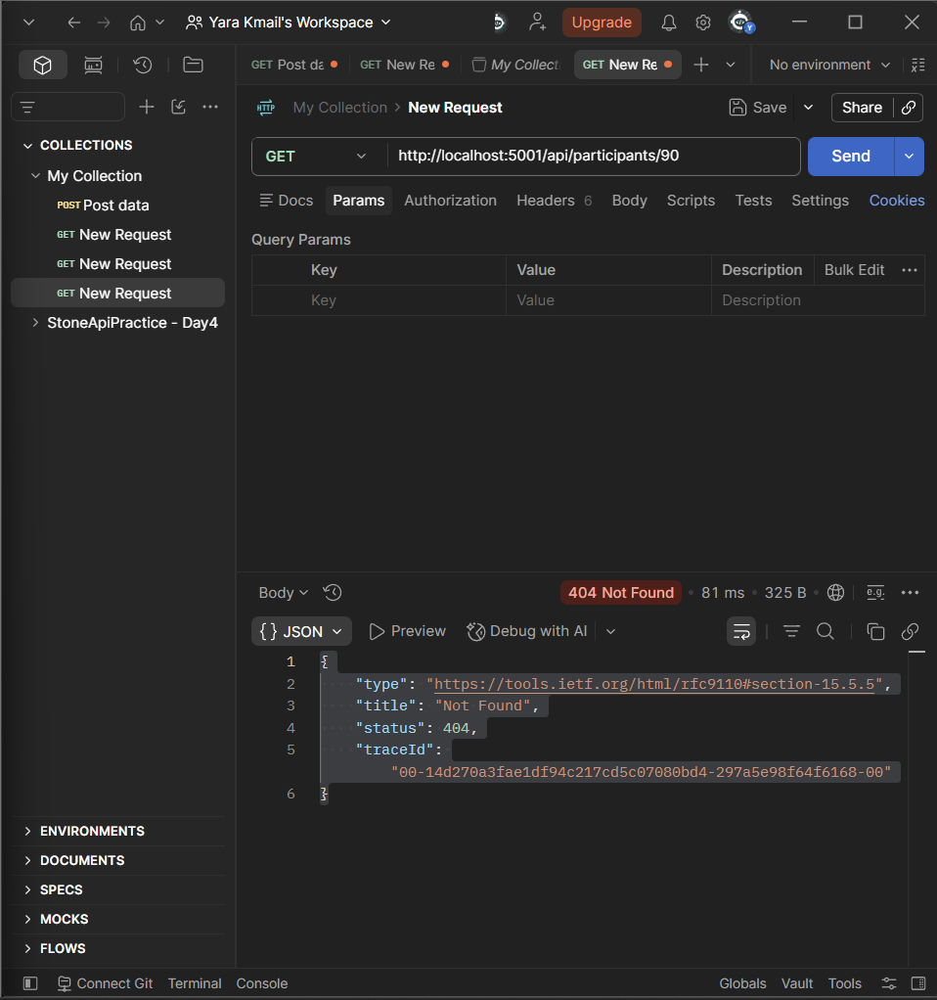 Yara Kmail's Workspace
Upgrade
GET Post da
GET New Re
My Collect
GET New Re
No environment
My Collection > New Request
Save
Share
GET
http://localhost:5001/api/participants/90
Send
Docs
Params
Authorization
Headers 6
Body
Scripts
Tests
Settings
Cookies
Query Params
Key Value Description Bulk Edit
Key Value Description
COLLECTIONS
My Collection
POST Post data
GET New Request
GET New Request
GET New Request
StoneApiPractice - Day4
ENVIRONMENTS
DOCUMENTS
SPECS
MOCKS
FLOWS
Body
404 Not Found • 81 ms • 325 B
e.g.
{} JSON
Preview
Debug with AI
1 {
2 "type": "https://tools.ietf.org/html/rfc9110#section-15.5.5",
3 "title": "Not Found",
4 "status": 404,
5 "traceId":
"00-14d270a3fae1df94c217cd5c07080bd4-297a5e98f64f6168-00"
6 }
Connect Git
Terminal
Console
Globals
Vault
Tools